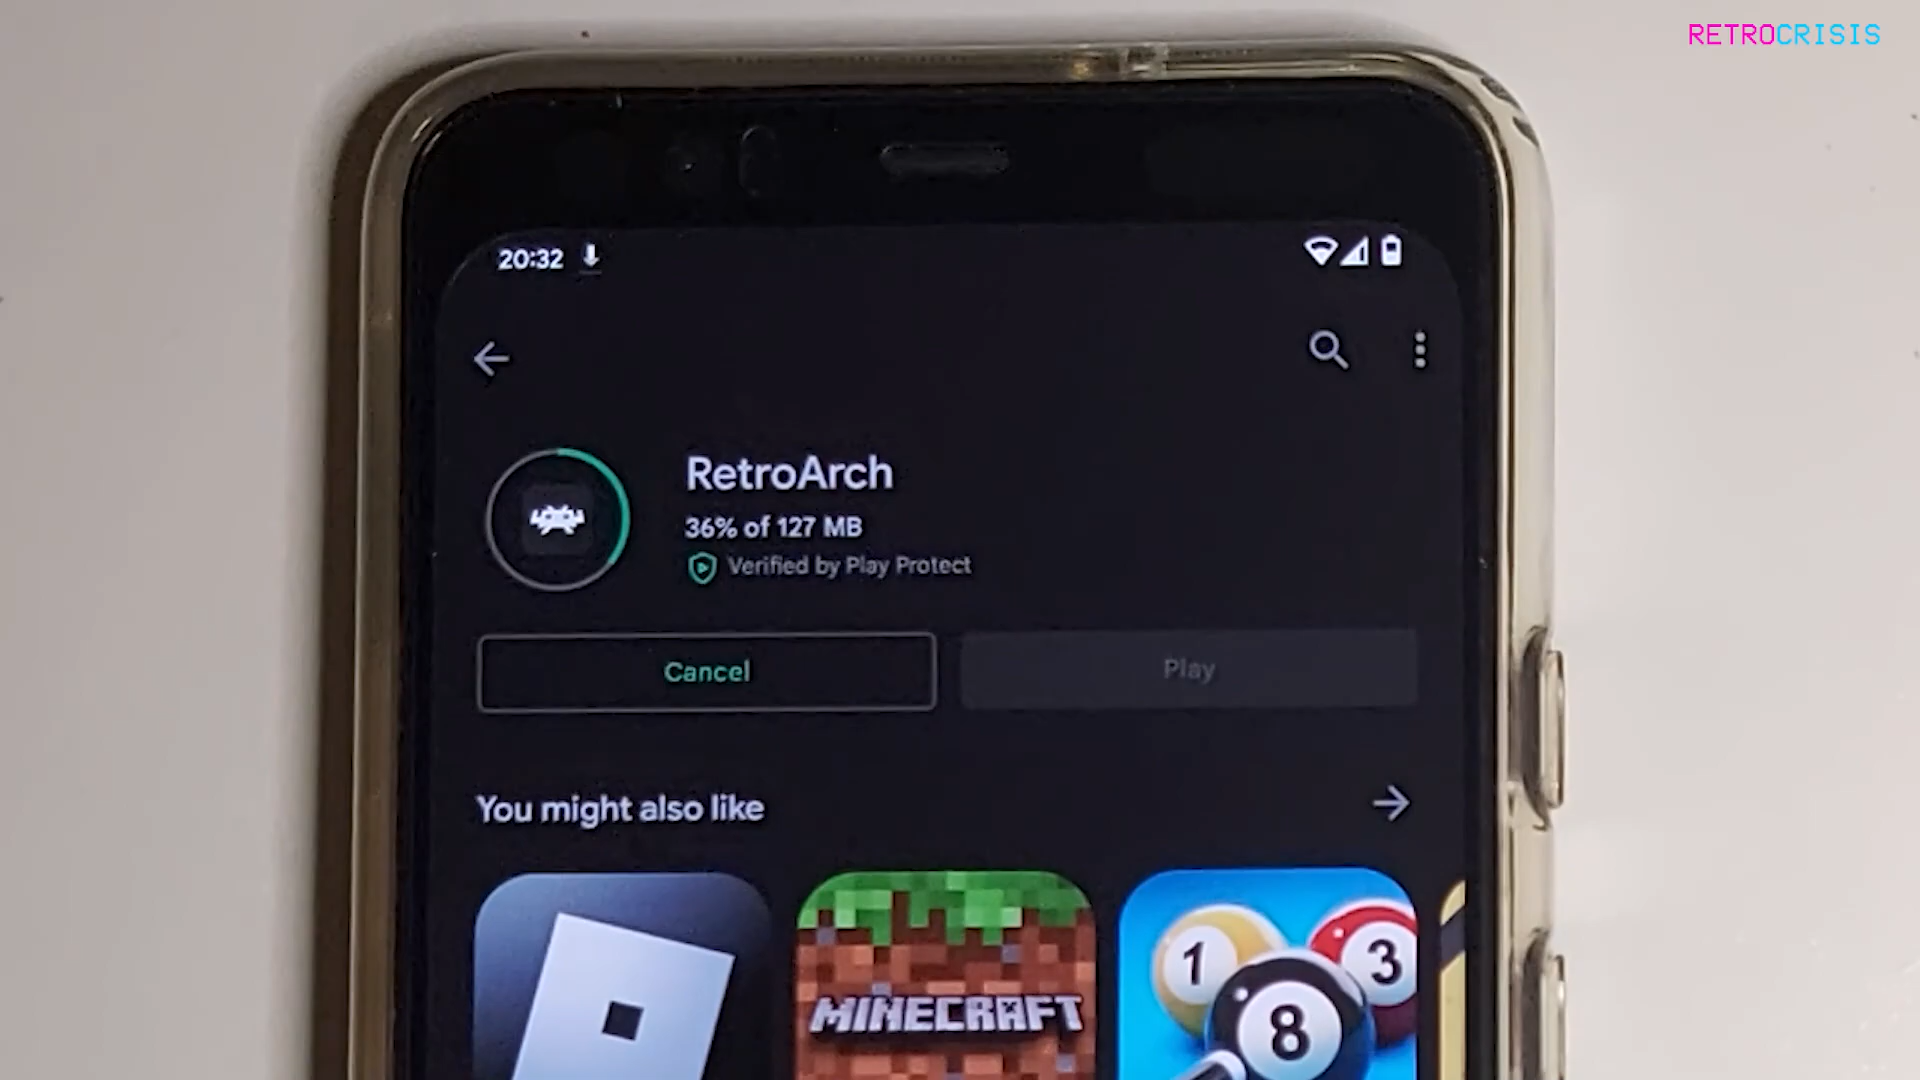 RETROCRISIS
20:32
RetroArch
36% of 127 MB
Verified by Play Protect
Cancel
Play
You might also like
MINECRAFT
1
3
8